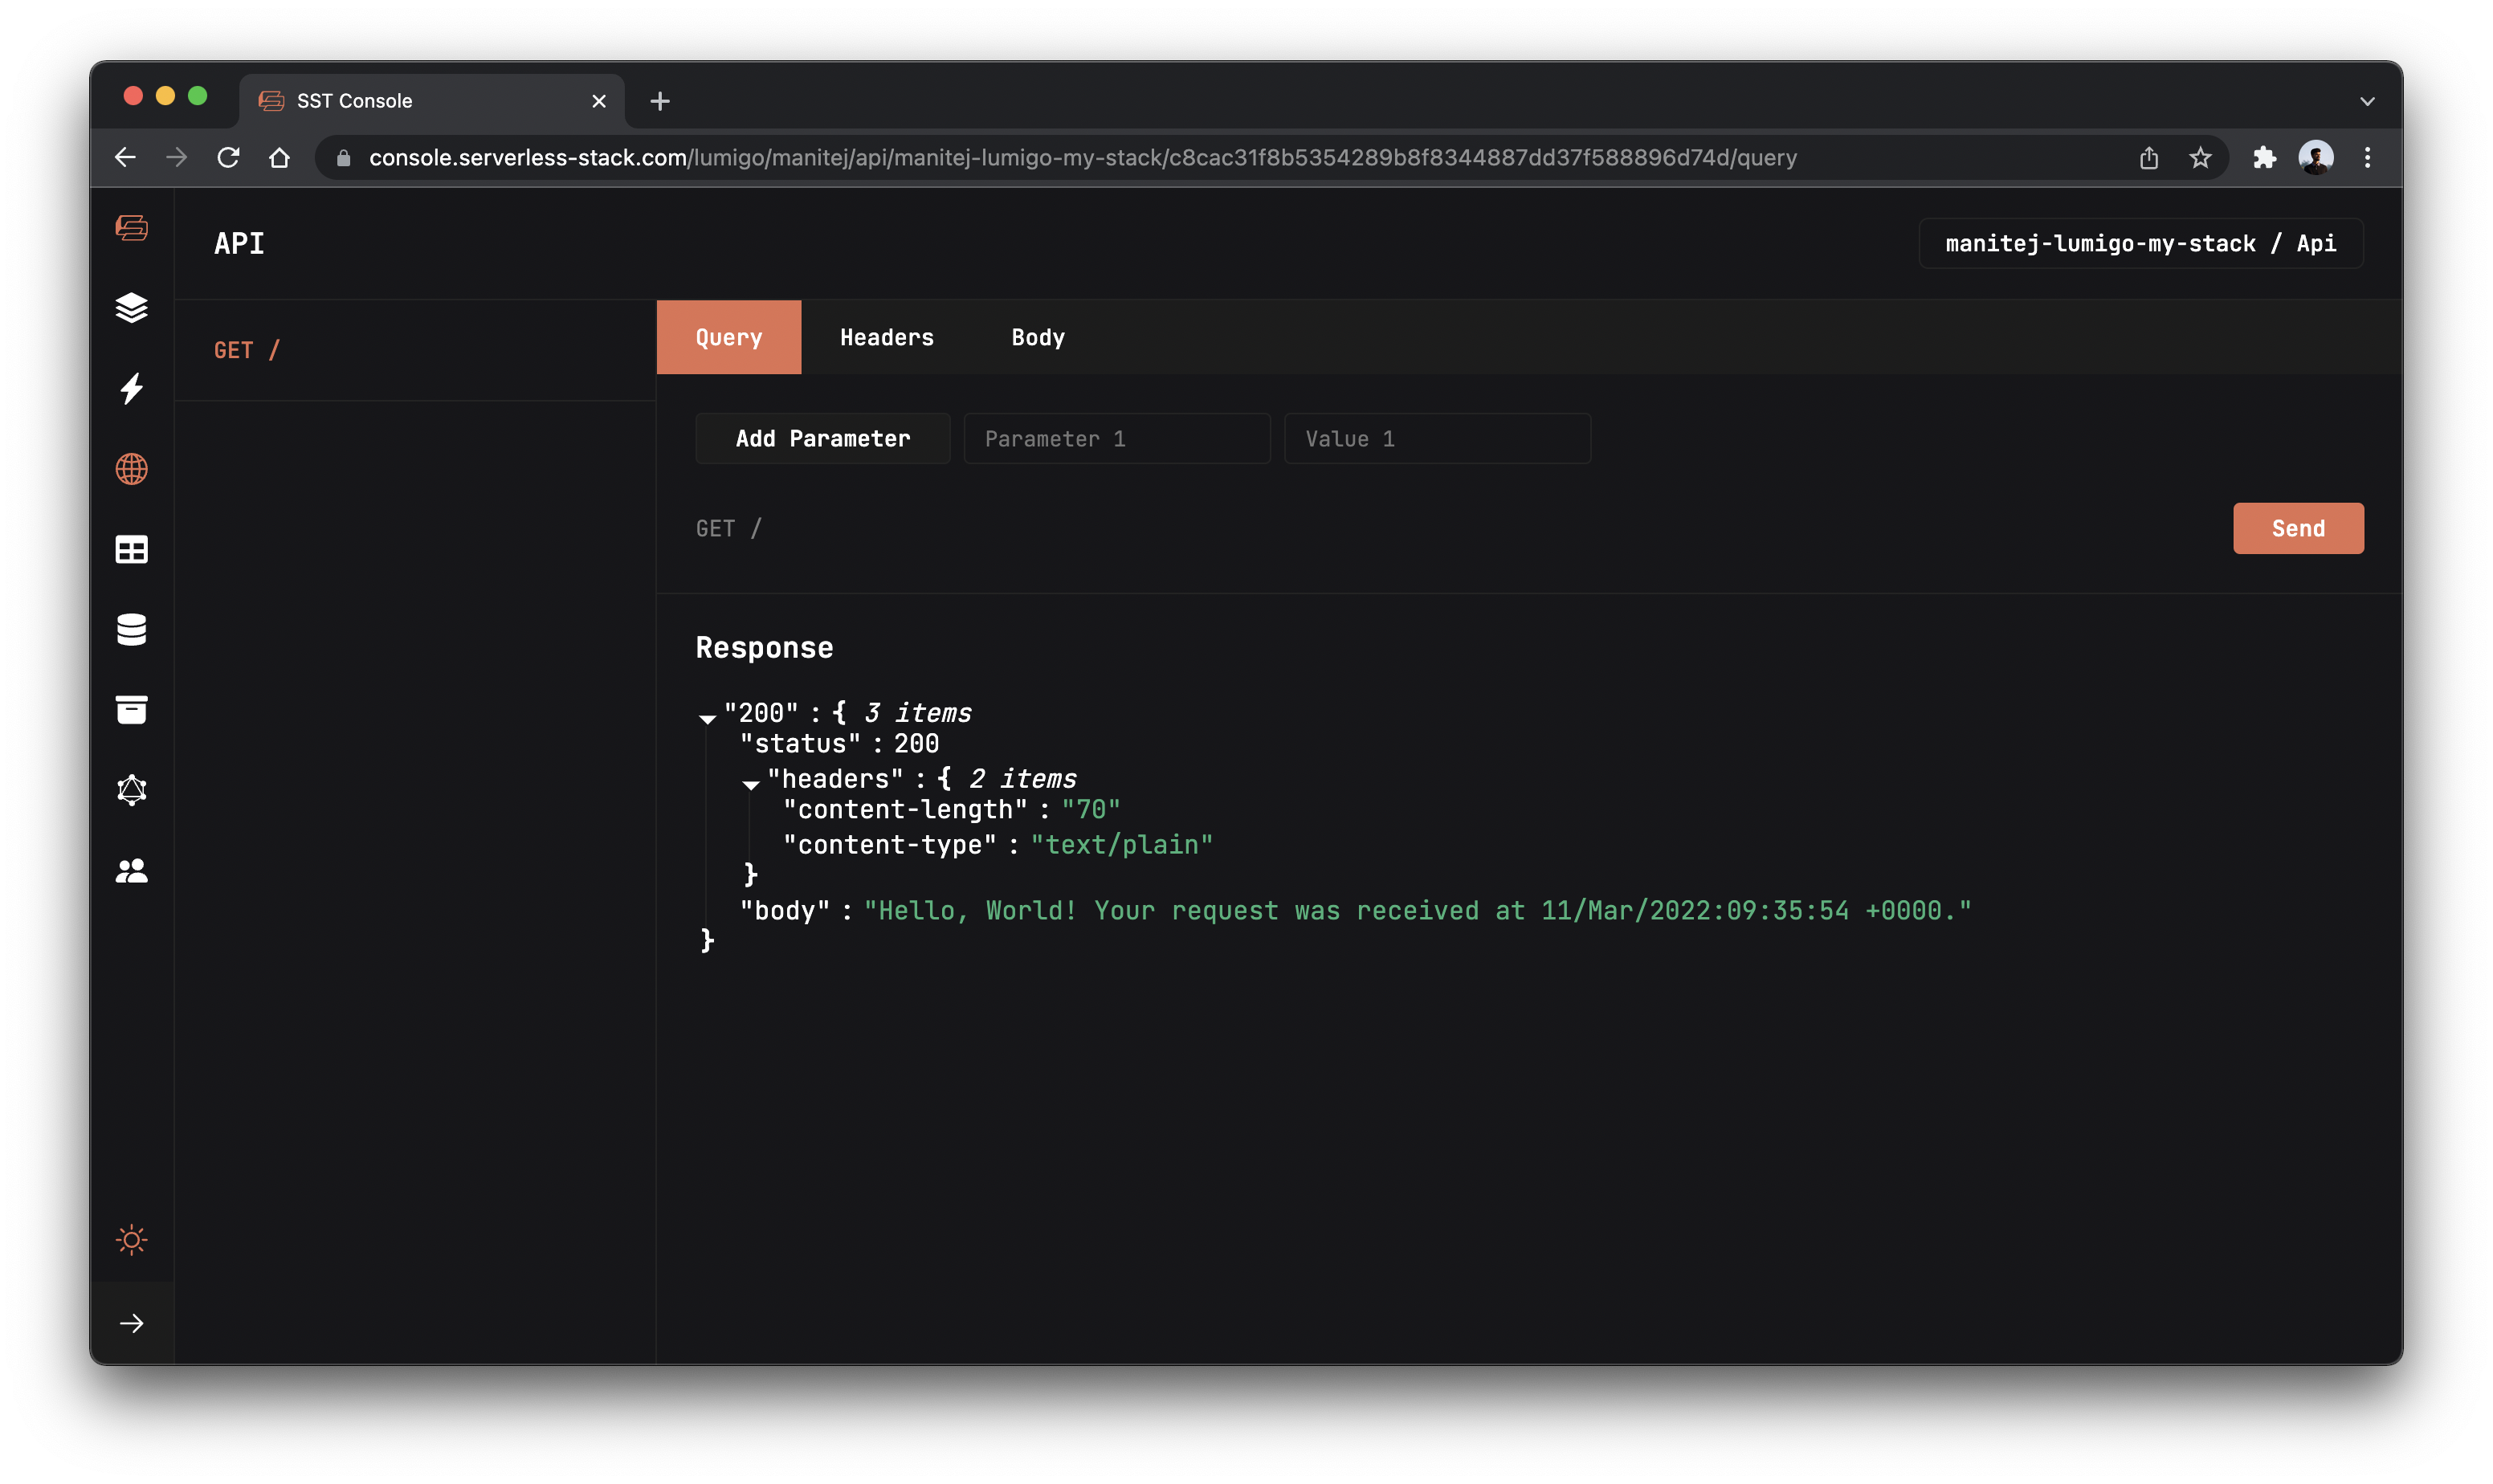 SST Console
console.serverless-stack.com/lumigo/manitej/api/manitej-lumigo-my-stack/c8cac31f8b5354289b8f8344887dd37f588896d74d/query
API
manitej-lumigo-my-stack / Api
GET /
Query Headers Body
Add Parameter Parameter 1 Value 1
GET / Send
Response
"200" : { 3 items
"status" : 200
"headers" : { 2 items
"content-length" : "70"
"content-type" : "text/plain"
}
"body" : "Hello, World! Your request was received at 11/Mar/2022:09:35:54 +0000."
}